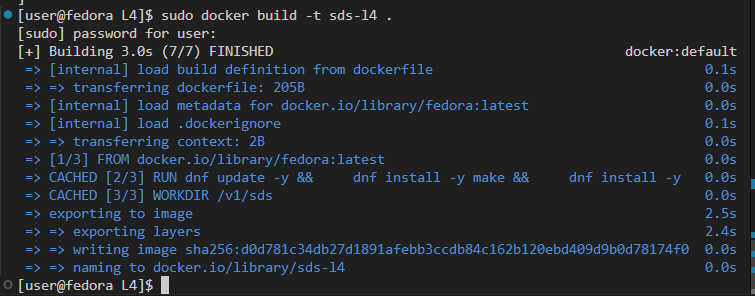 ]
[user@fedora L4]$ sudo docker build -t sds-l4 .
[sudo] password for user:
[+] Building 3.0s (7/7) FINISHED docker:default
=> [internal] load build definition from dockerfile 0.1s
=> => transferring dockerfile: 205B 0.0s
=> [internal] load metadata for docker.io/library/fedora:latest 0.0s
=> [internal] load .dockerignore 0.1s
=> => transferring context: 2B 0.0s
=> [1/3] FROM docker.io/library/fedora:latest 0.0s
=> CACHED [2/3] RUN dnf update -y &&     dnf install -y make &&     dnf install -y 0.0s
=> CACHED [3/3] WORKDIR /v1/sds 0.0s
=> exporting to image 2.5s
=> => exporting layers 2.4s
=> => writing image sha256:d0d781c34db27d1891afebb3ccdb84c162b120ebd409d9b0d78174f0 0.0s
=> => naming to docker.io/library/sds-l4 0.0s
[user@fedora L4]$